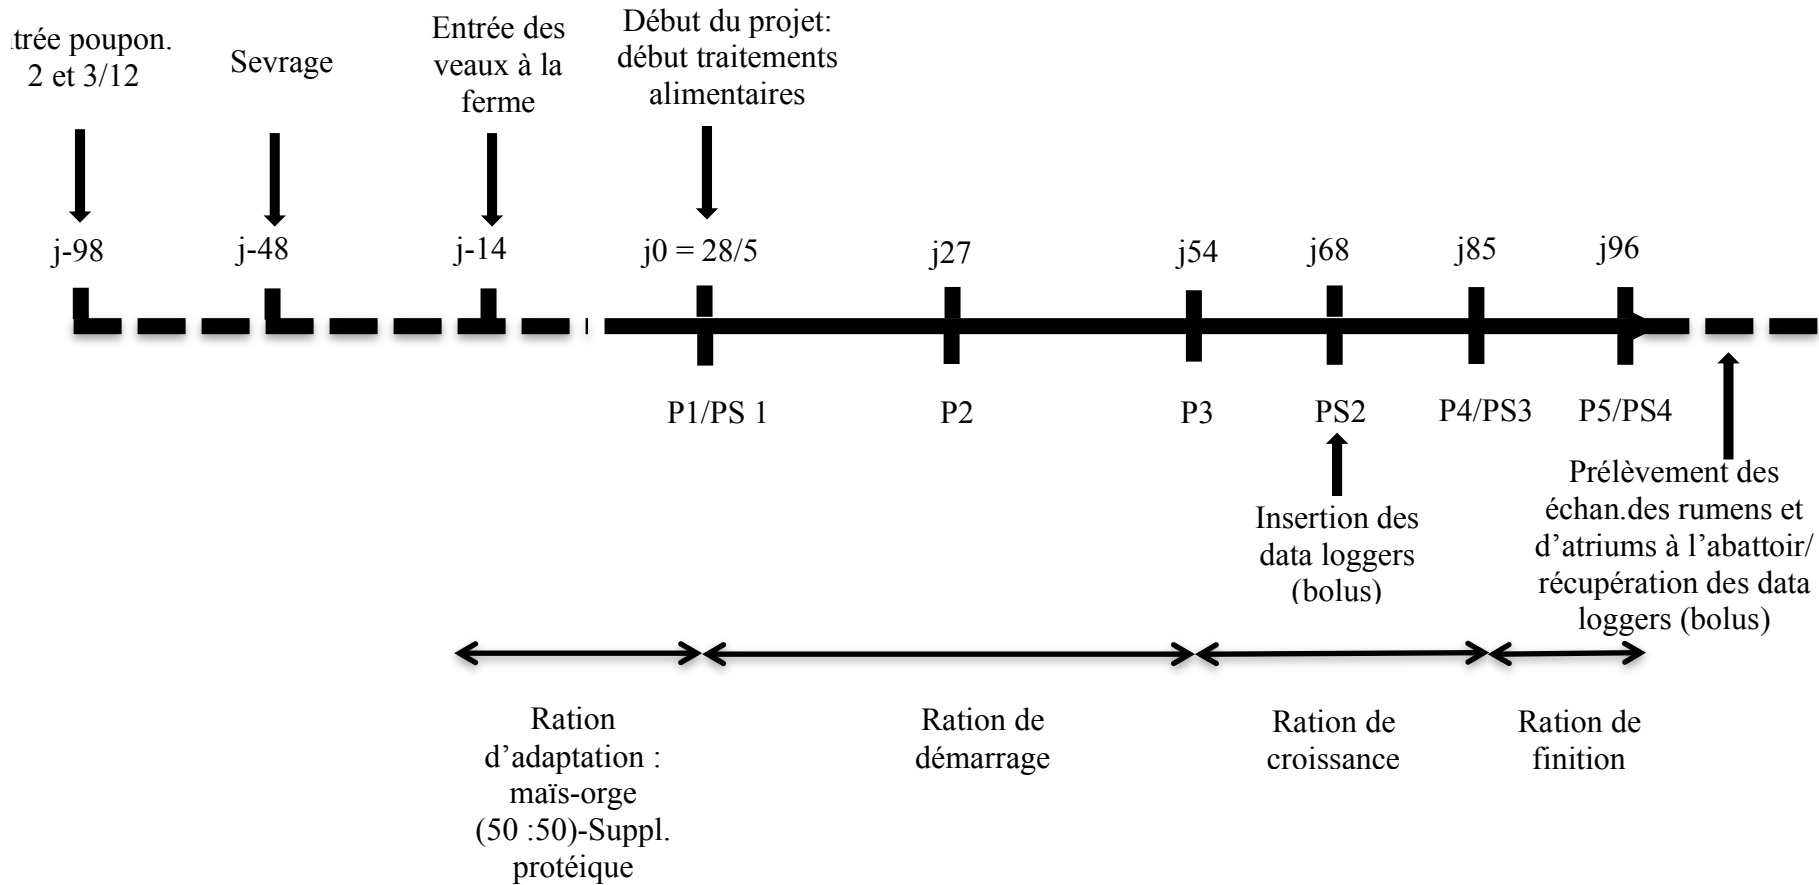 poupon.
2 et 3/12
Sevrage
Entrée des
veaux à la
ferme
Début du projet:
début traitements
alimentaires
j-98
j-48
j-14
j0 = 28/5
j27
j54
j68
j85
j96
P1/PS 1
P2
P3
PS2
P4/PS3
P5/PS4
Insertion des
data loggers
(bolus)
Prélèvement des
échan.des rumens et
d’atriums à l’abattoir/
récupération des data
loggers (bolus)
Ration
d’adaptation :
maïs-orge
(50 :50)-Suppl.
protéique
Ration de
démarrage
Ration de
croissance
Ration de
finition